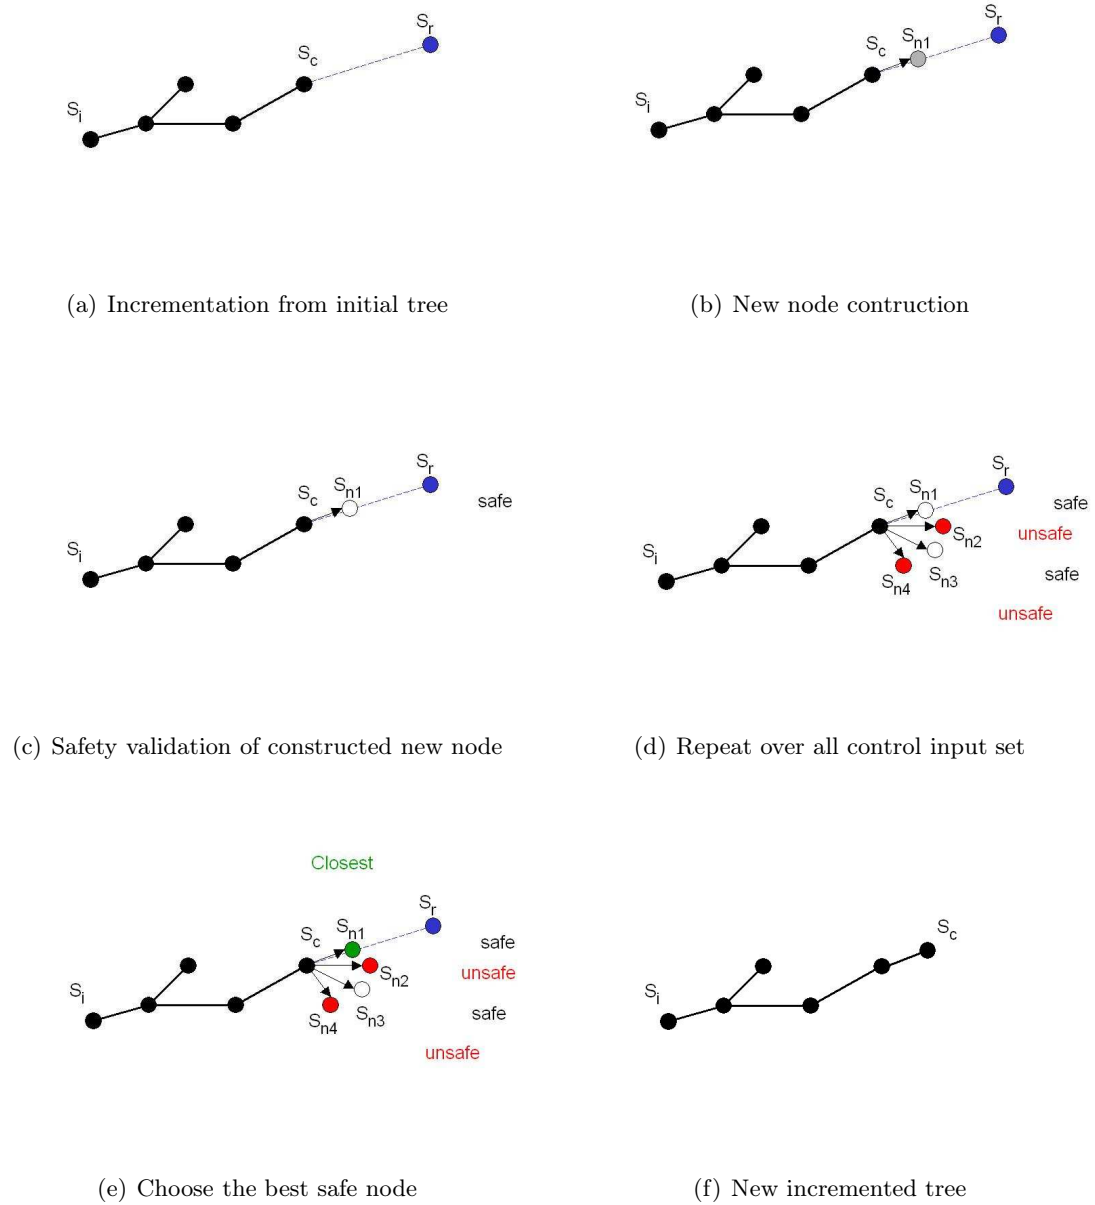 S_r
S_c
S_i
(a) Incrementation from initial tree
S_r
S_n1
S_c
S_i
(b) New node contruction
S_r
S_n1
S_c
safe
S_i
(c) Safety validation of constructed new node
S_r
S_n1
S_c
safe
S_n2
unsafe
S_i
S_n3
safe
S_n4
unsafe
(d) Repeat over all control input set
Closest
S_r
S_n1
S_c
safe
S_n2
unsafe
S_i
S_n3
safe
S_n4
unsafe
(e) Choose the best safe node
S_c
S_i
(f) New incremented tree